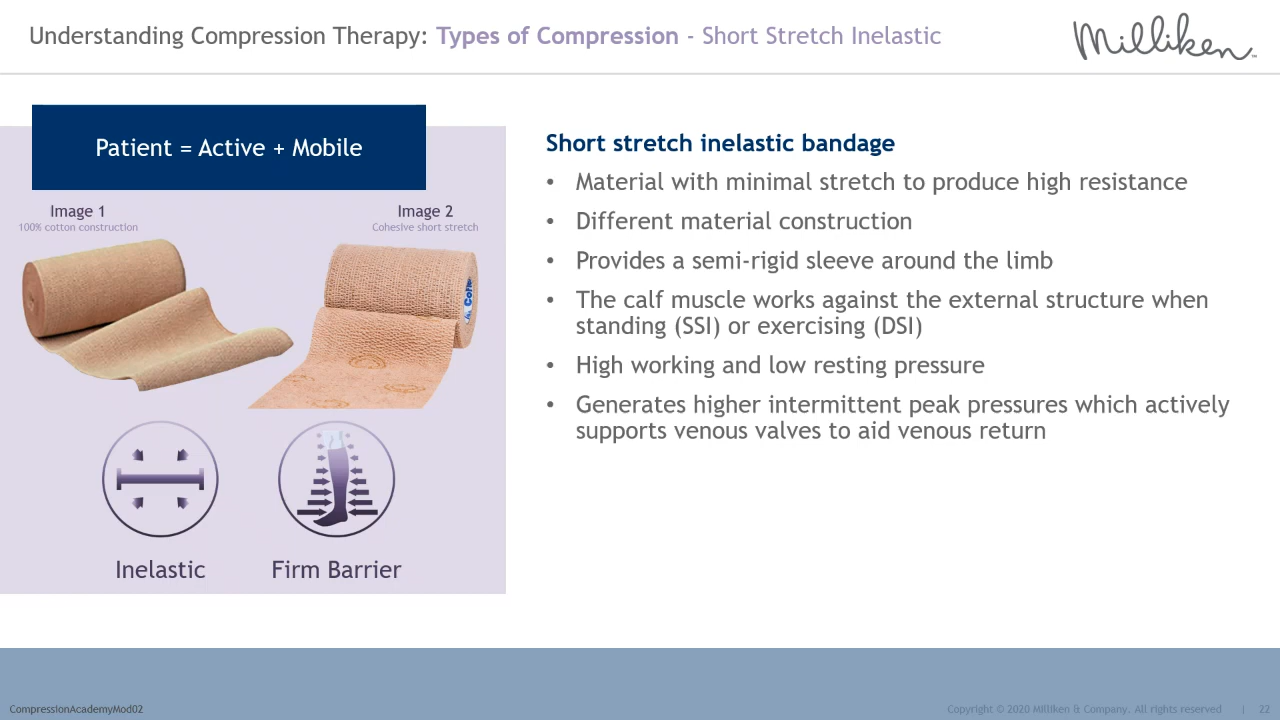 Understanding Compression Therapy: Types of Compression - Short Stretch Inelastic
Milliken™
Patient = Active + Mobile
Image 1
100% cotton construction
Image 2
Cohesive short stretch
Inelastic
Firm Barrier
Short stretch inelastic bandage
• Material with minimal stretch to produce high resistance
• Different material construction
• Provides a semi-rigid sleeve around the limb
• The calf muscle works against the external structure when
standing (SSI) or exercising (DSI)
• High working and low resting pressure
• Generates higher intermittent peak pressures which actively
supports venous valves to aid venous return
CompressionAcademyMod02
Copyright © 2020 Milliken & Company. All rights reserved | 22